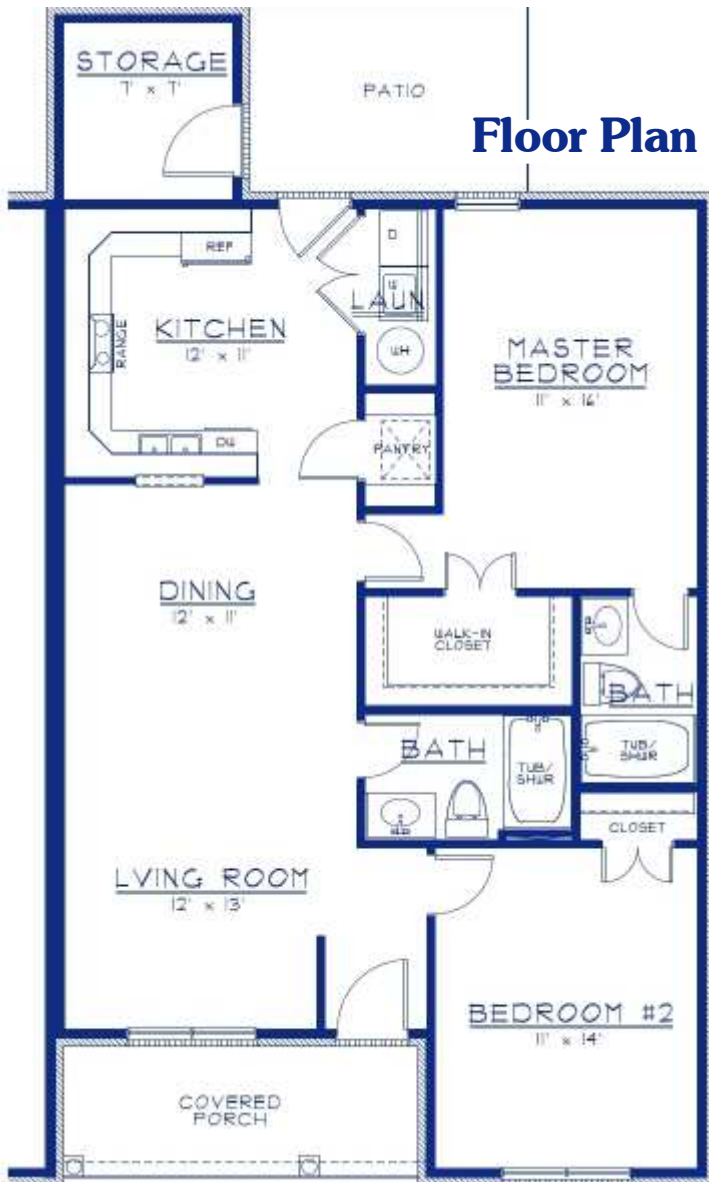 STORAGE
7' x 7'
PATIO
Floor Plan
REF
D
LAUN
KITCHEN
12' x 11'
RANGE
WH
MASTER
BEDROOM
11' x 16'
DW
PANTRY
DINING
12' x 11'
WALK-IN
CLOSET
BATH
BATH
TUB/
SHWR
TUB/
SHWR
CLOSET
LVING ROOM
12' x 13'
BEDROOM #2
11' x 14'
COVERED
PORCH